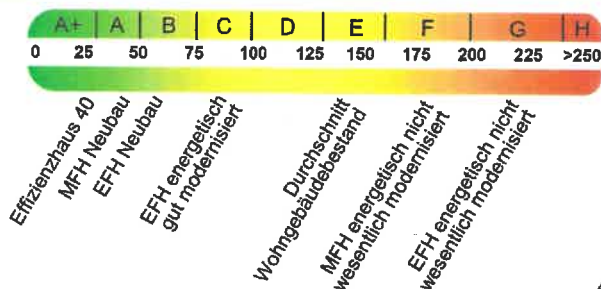 A+ A B C D E F G H
0 25 50 75 100 125 150 175 200 225 >250
Effizienzhaus 40
MFH Neubau
EFH Neubau
EFH energetisch
gut modernisiert
Durchschnitt
Wohngebäudebestand
MFH energetisch nicht
wesentlich modernisiert
EFH energetisch nicht
wesentlich modernisiert